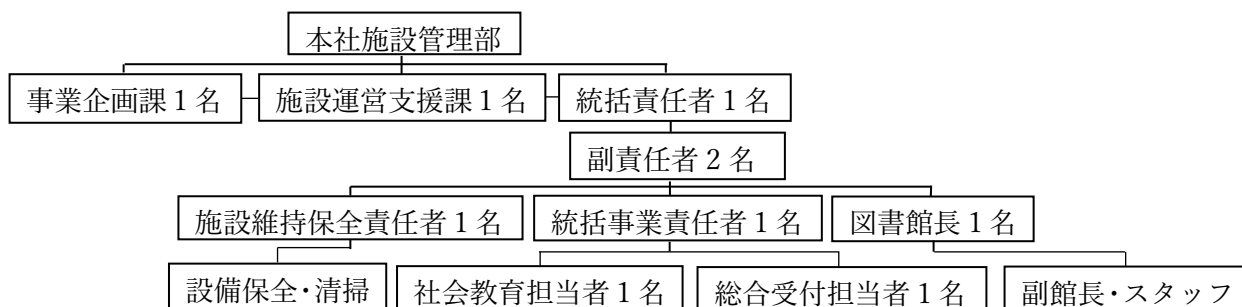 本社施設管理部
事業企画課1名
施設運営支援課1名
統括責任者1名
副責任者2名
施設維持保全責任者1名
統括事業責任者1名
図書館長1名
設備保全・清掃
社会教育担当者1名
総合受付担当者1名
副館長・スタッフ